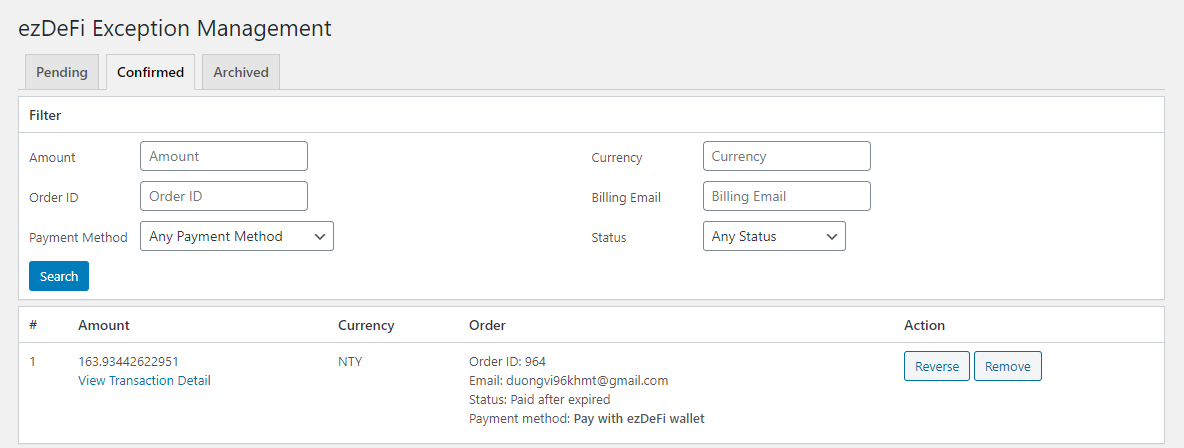 ezDeFi Exception Management
Pending Confirmed Archived
Filter
Amount Amount Currency Currency
Order ID Order ID Billing Email Billing Email
Payment Method Any Payment Method Status Any Status
Search
# Amount Currency Order Action
1 163.93442622951 NTY Order ID: 964 Reverse Remove
View Transaction Detail Email: duongvi96khmt@gmail.com
Status: Paid after expired
Payment method: Pay with ezDeFi wallet